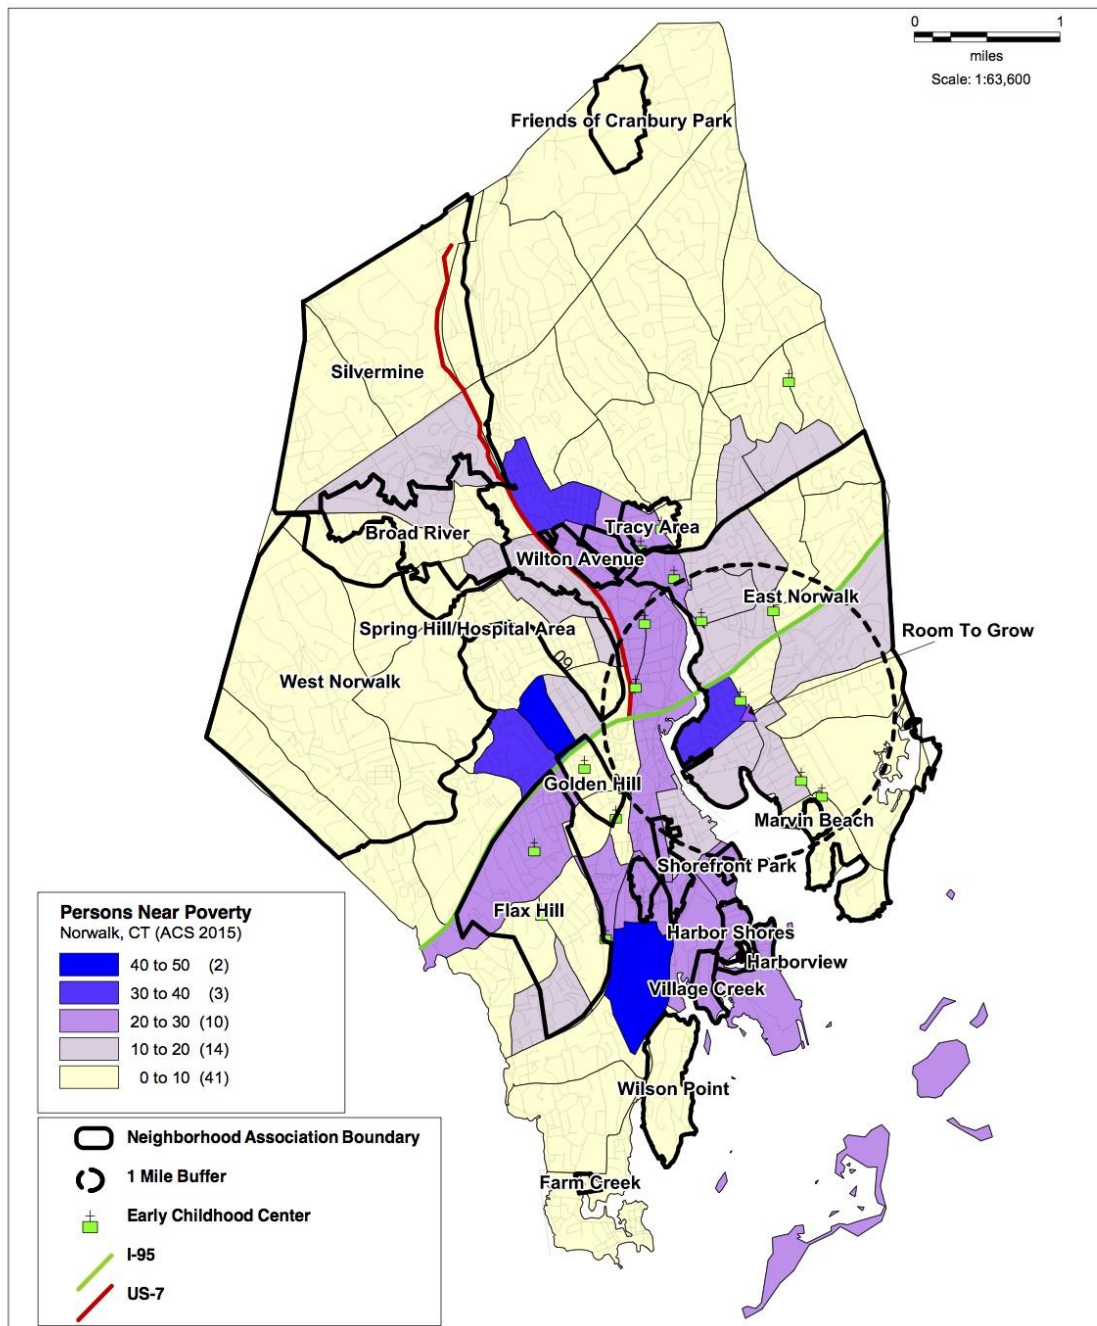 0
1
miles
Scale: 1:63,600
Friends of Cranbury Park
Silvermine
Tracy Area
Broad River
Wilton Avenue
East Norwalk
Spring Hill/Hospital Area
Room To Grow
West Norwalk
Golden Hill
Marvin Beach
Shorefront Park
Flax Hill
Harbor Shores
Harborview
Village Creek
Wilson Point
Farm Creek
Persons Near Poverty
Norwalk, CT (ACS 2015)
40 to 50 (2)
30 to 40 (3)
20 to 30 (10)
10 to 20 (14)
0 to 10 (41)
Neighborhood Association Boundary
1 Mile Buffer
Early Childhood Center
I-95
US-7